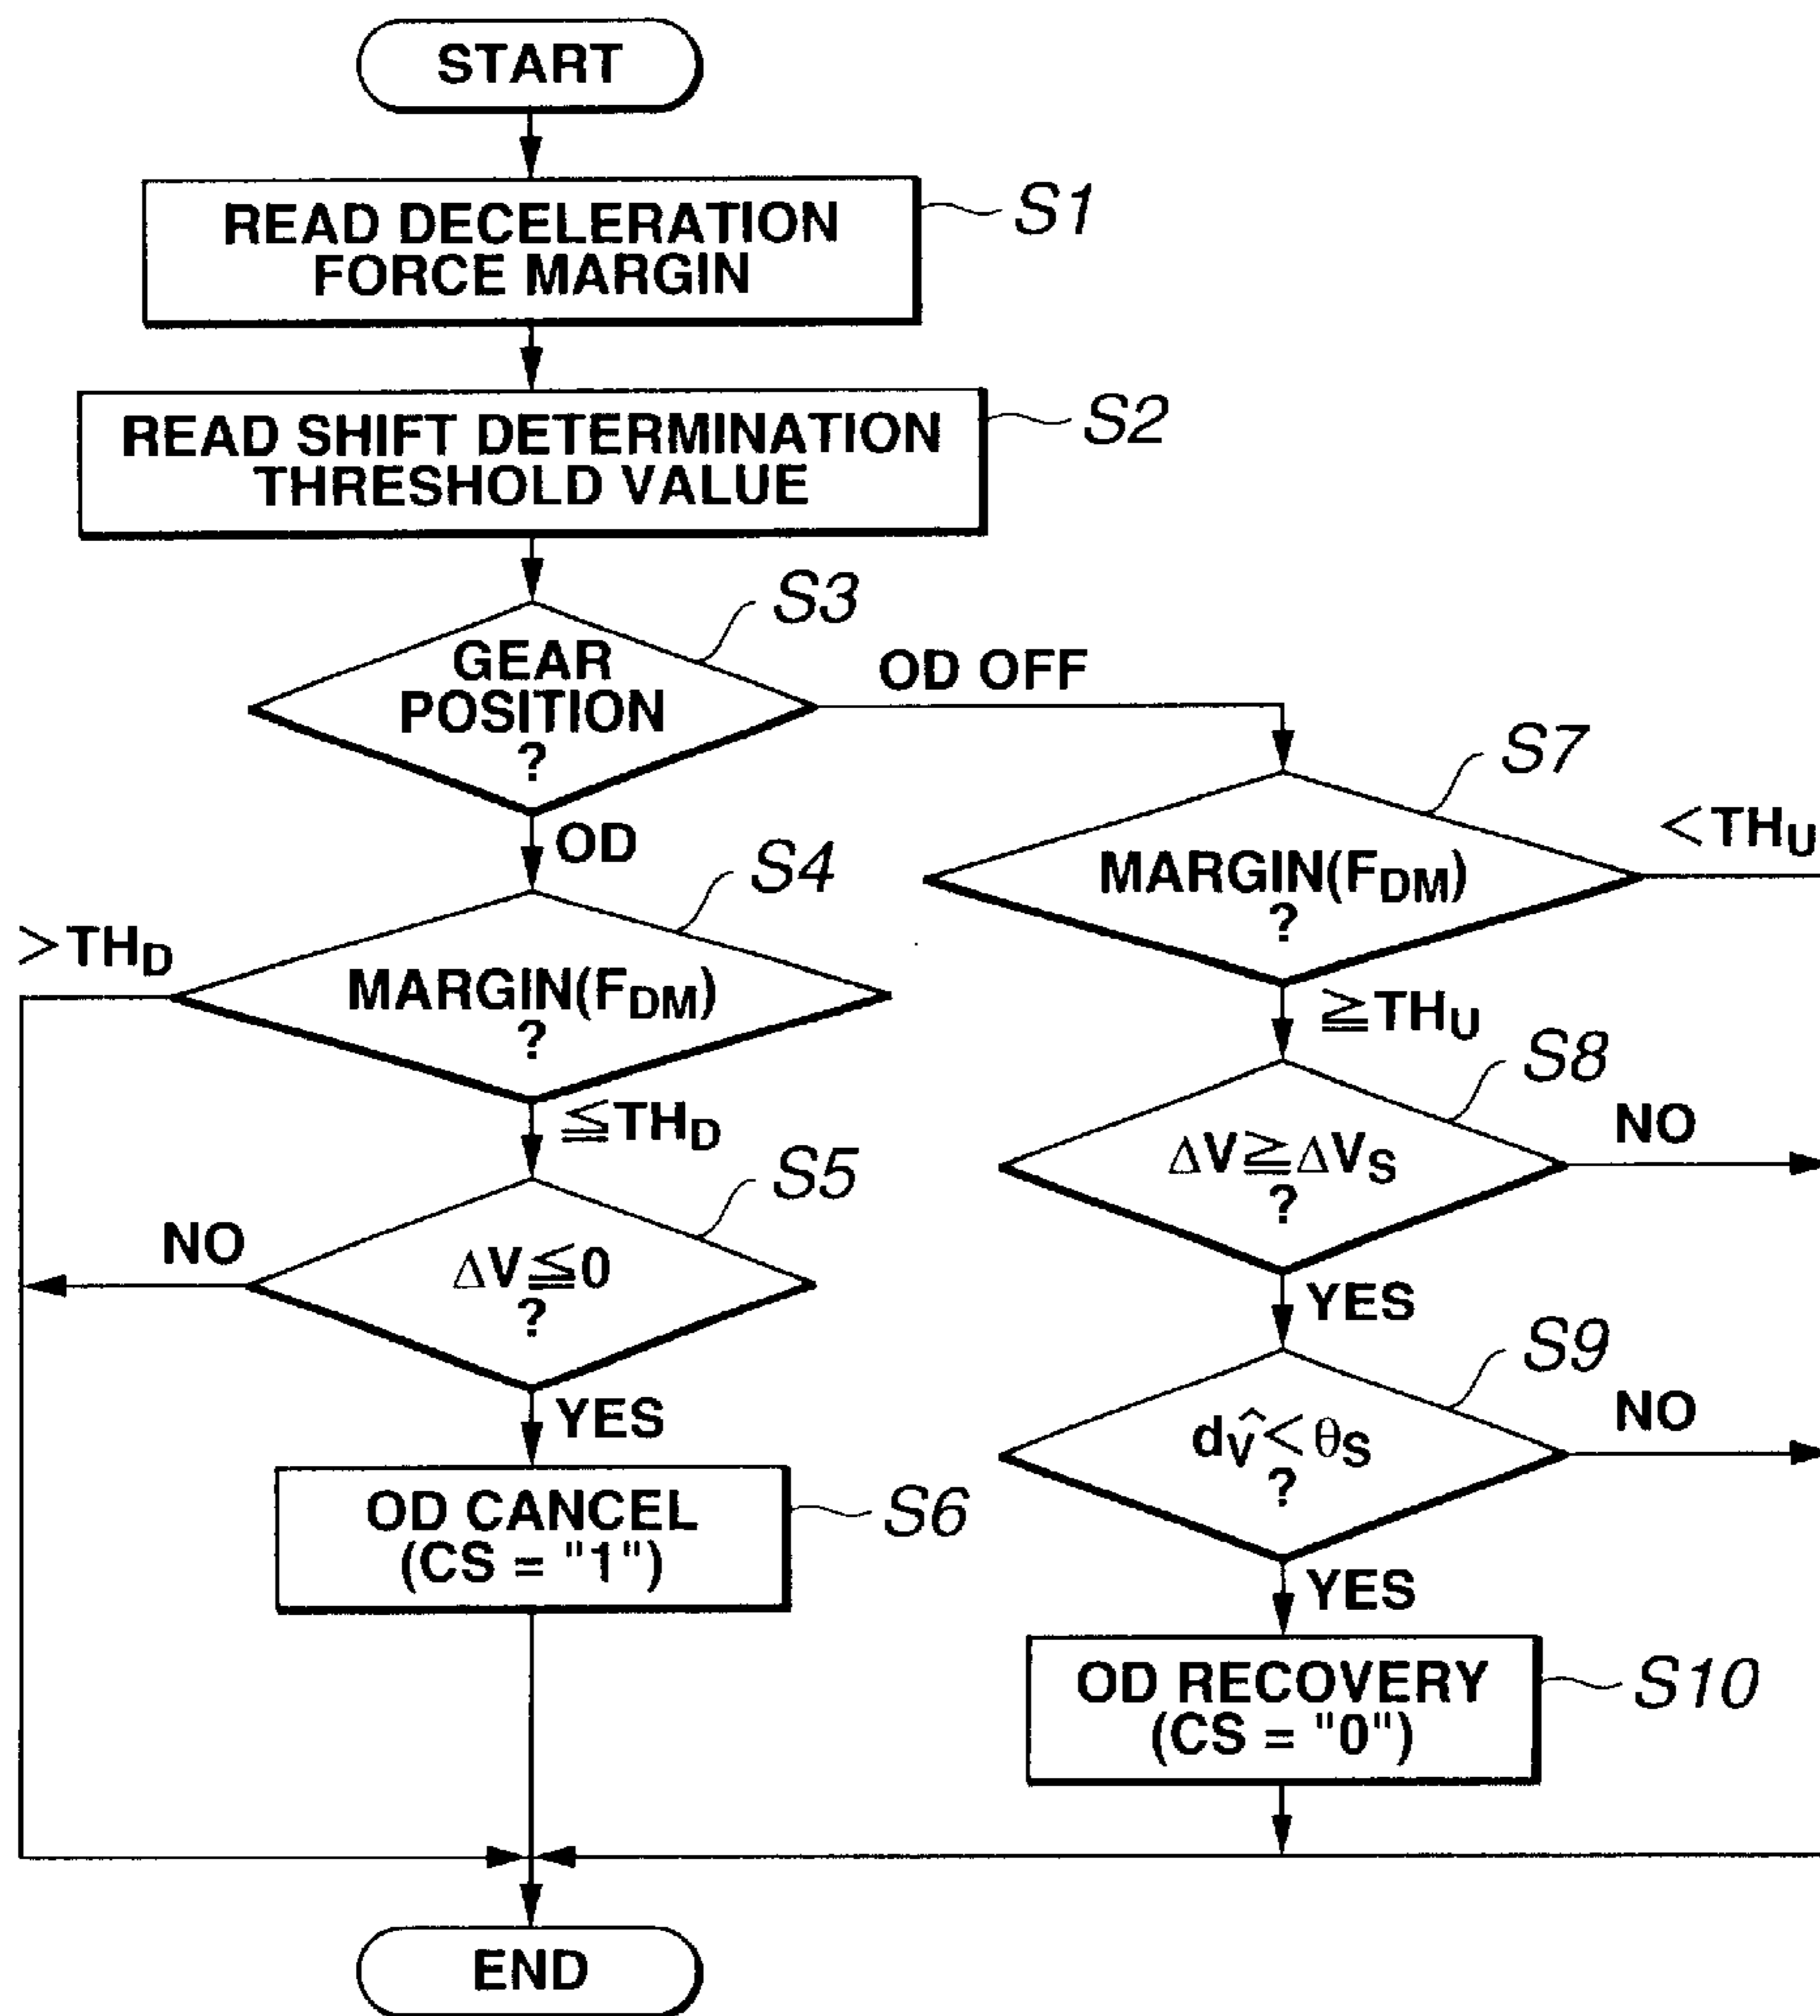 START
READ DECELERATION
FORCE MARGIN
S1
READ SHIFT DETERMINATION
THRESHOLD VALUE
S2
GEAR
POSITION
?
S3
OD OFF
OD
MARGIN(FDM)
?
S4
>THD
≦THD
ΔV≦0
?
S5
NO
YES
OD CANCEL
(CS = "1")
S6
MARGIN(FDM)
?
S7
<THU
≧THU
ΔV≧ΔVS
?
S8
NO
YES
dv̂<θS
?
S9
NO
YES
OD RECOVERY
(CS = "0")
S10
END